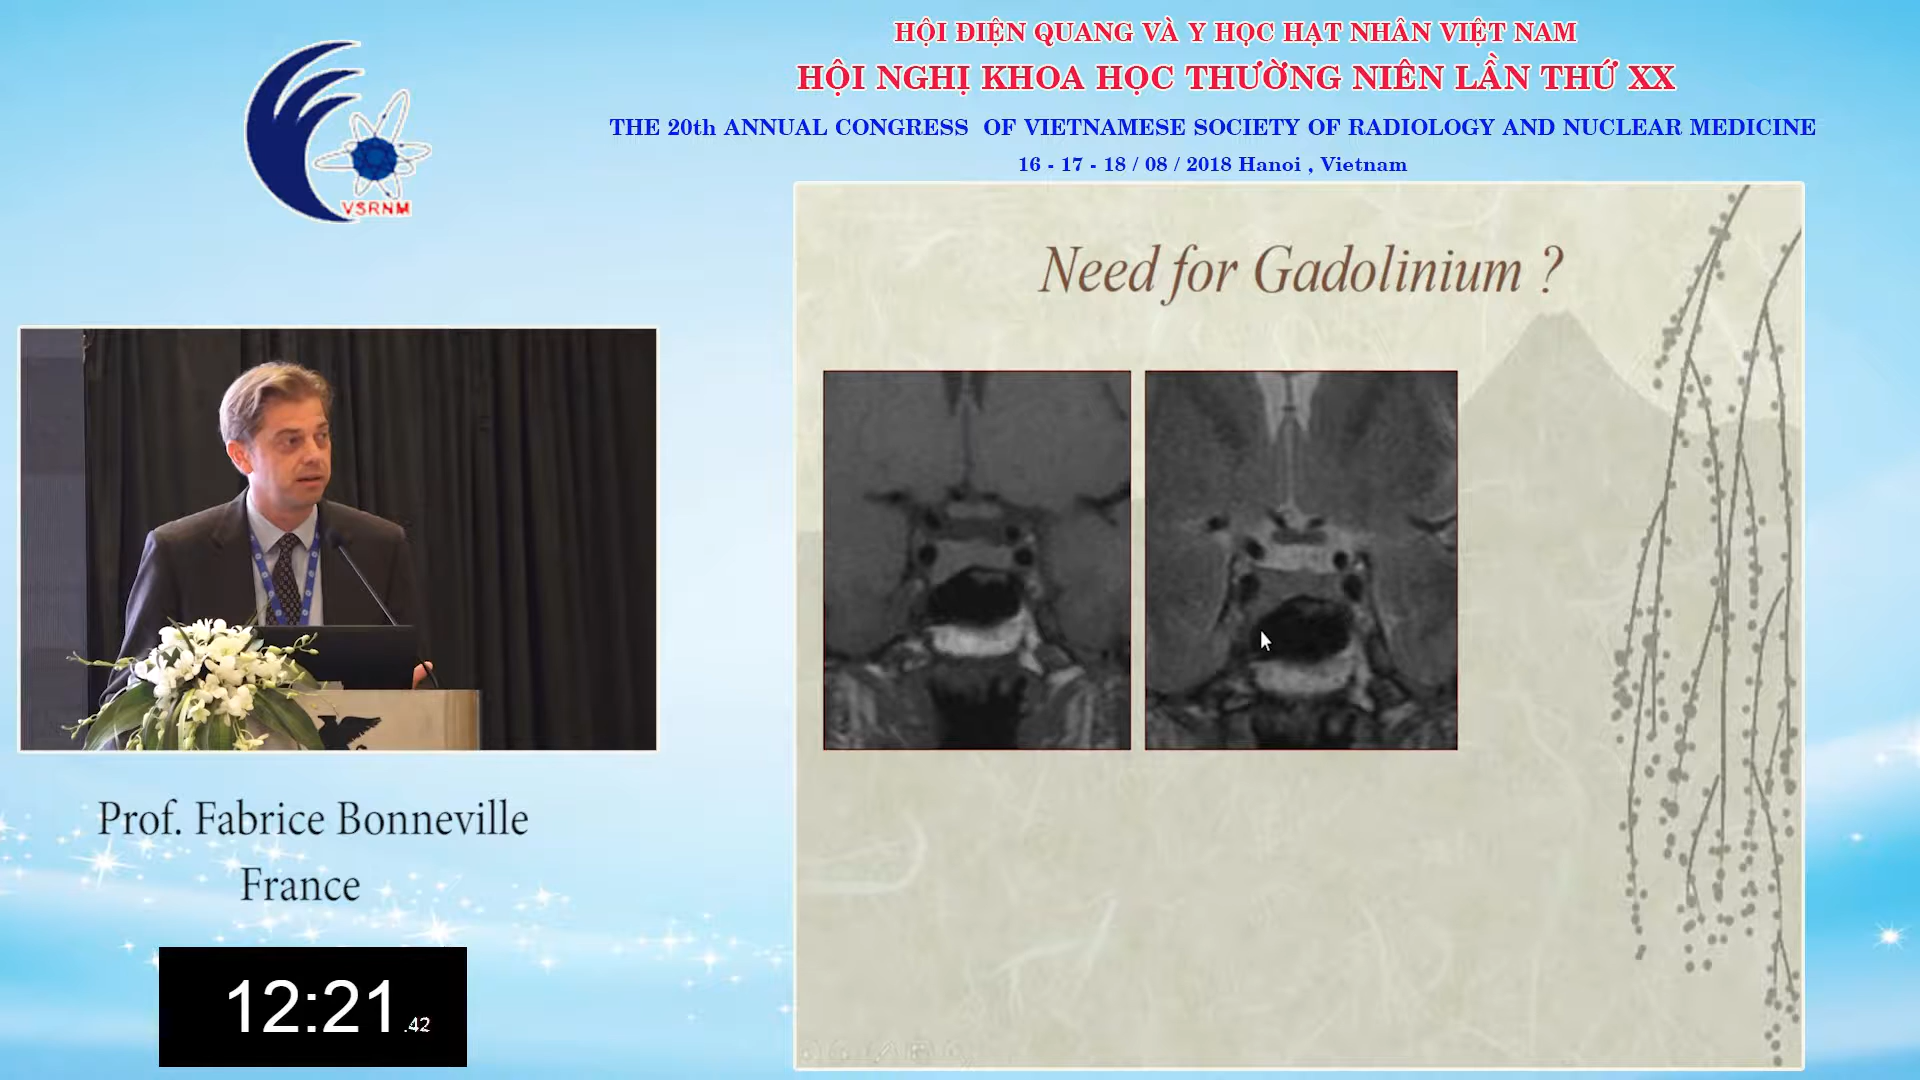 HỘI ĐIỆN QUANG VÀ Y HỌC HẠT NHÂN VIỆT NAM
HỘI NGHỊ KHOA HỌC THƯỜNG NIÊN LẦN THỨ XX
THE 20th ANNUAL CONGRESS OF VIETNAMESE SOCIETY OF RADIOLOGY AND NUCLEAR MEDICINE
16 - 17 - 18 / 08 / 2018 Hanoi , Vietnam
VSRNM
Need for Gadolinium ?
Prof. Fabrice Bonneville
France
12:21.42